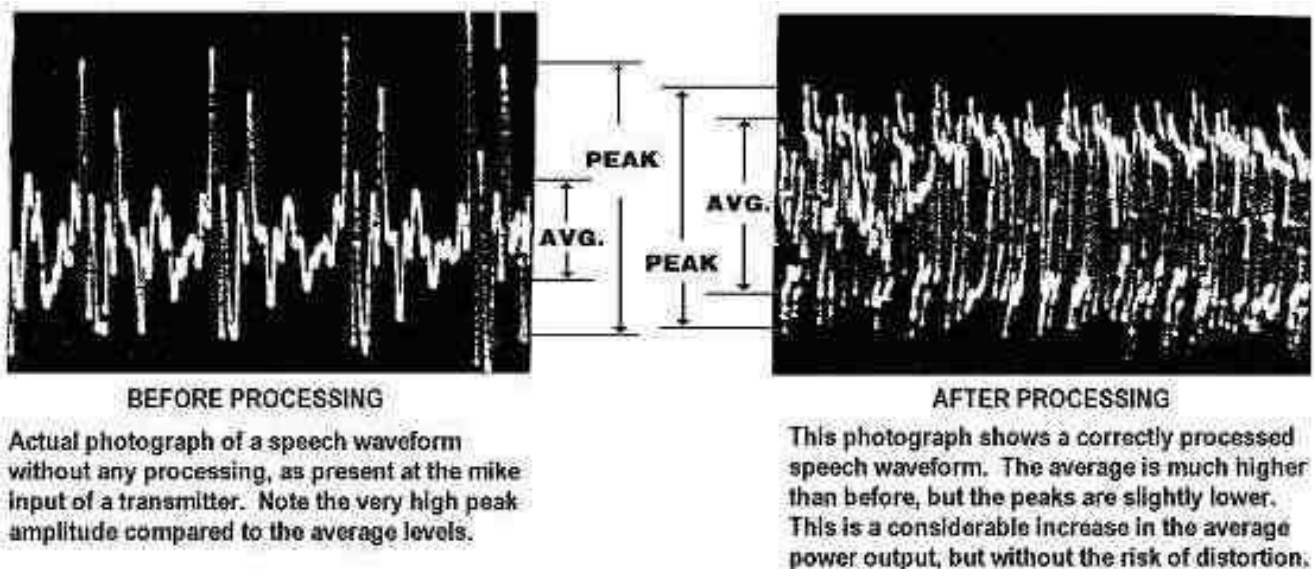 PEAK
AVG.
AVG.
PEAK
BEFORE PROCESSING
Actual photograph of a speech waveform
without any processing, as present at the mike
input of a transmitter. Note the very high peak
amplitude compared to the average levels.
AFTER PROCESSING
This photograph shows a correctly processed
speech waveform. The average is much higher
than before, but the peaks are slightly lower.
This is a considerable increase in the average
power output, but without the risk of distortion.